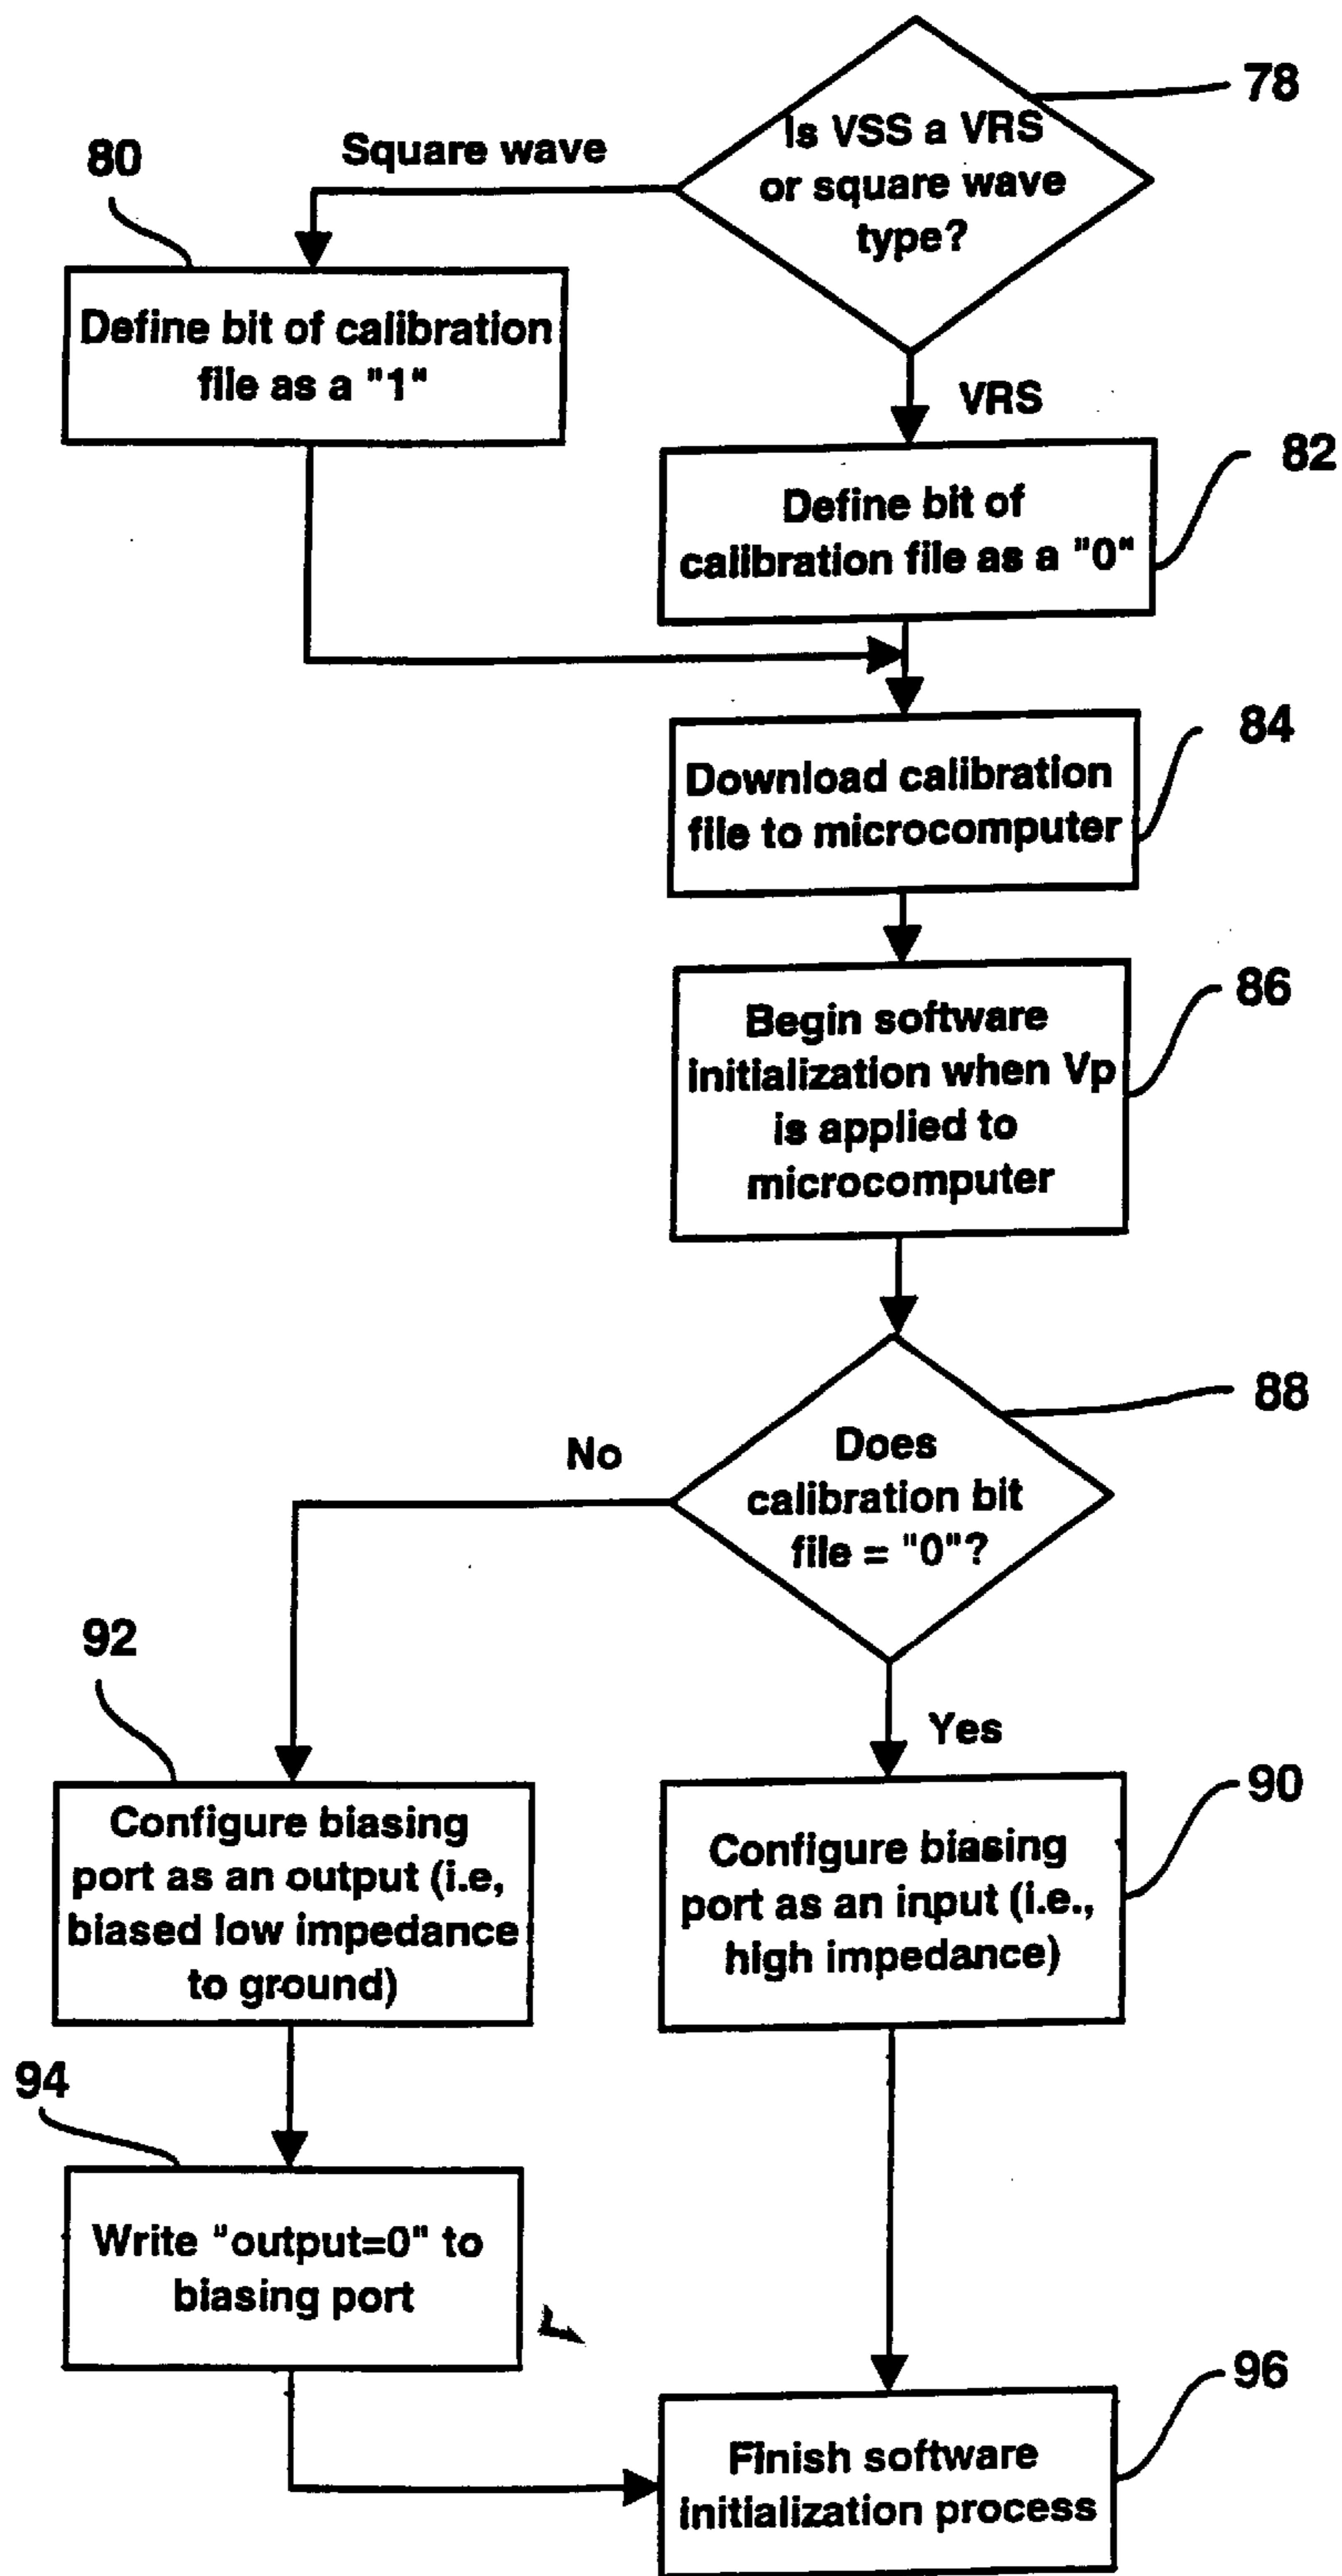 78
Is VSS a VRS
or square wave
type?
Square wave
80
Define bit of calibration
file as a "1"
VRS
82
Define bit of
calibration file as a "0"
84
Download calibration
file to microcomputer
86
Begin software
initialization when Vp
is applied to
microcomputer
88
Does
calibration bit
file = "0"?
No
Yes
92
Configure biasing
port as an output (i.e,
biased low impedance
to ground)
90
Configure biasing
port as an input (i.e.,
high impedance)
94
Write "output=0" to
biasing port
96
Finish software
initialization process